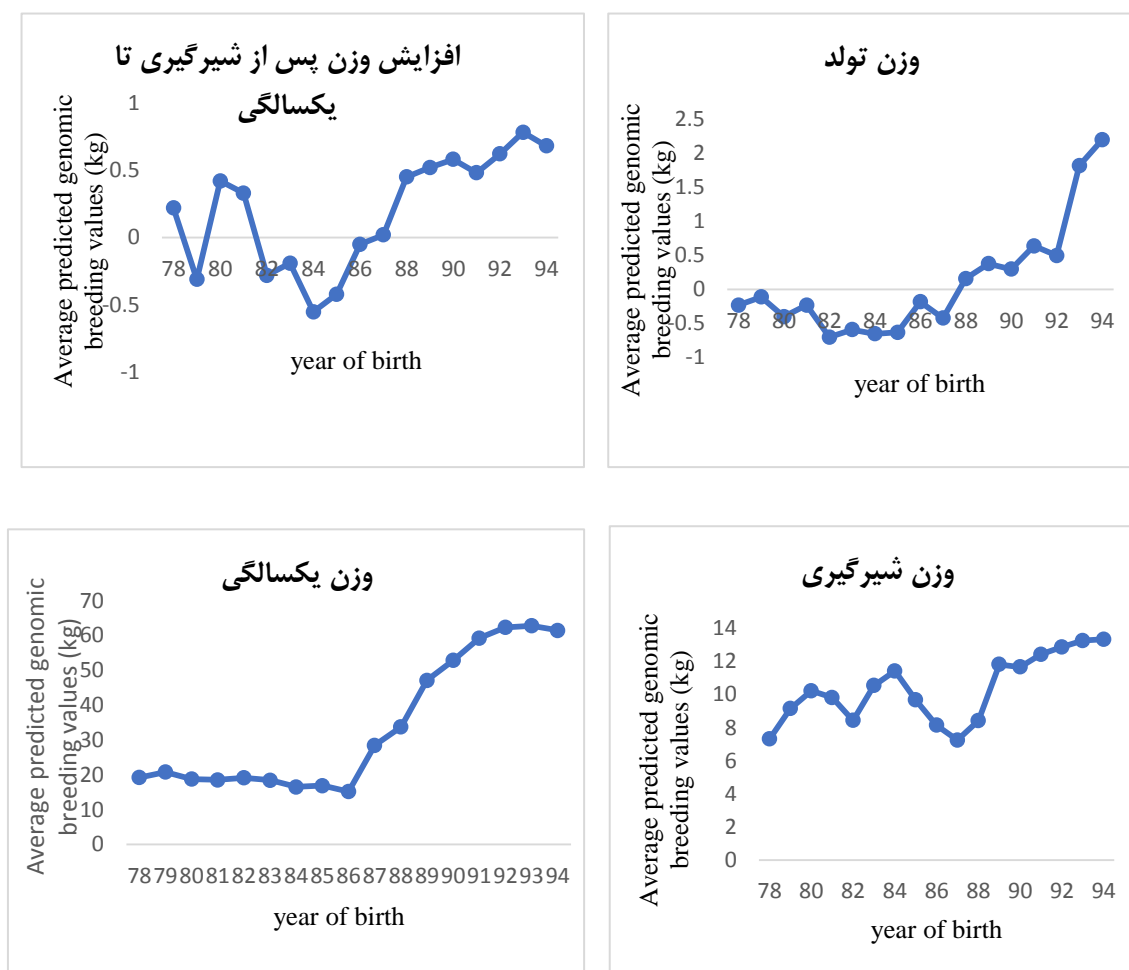 افزایش وزن پس از شیرگیری تا
یکسالگی
Average predicted genomic
breeding values (kg)
1
0.5
0
-0.5
-1
78 80 82 84 86 88 90 92 94
year of birth
وزن تولد
Average predicted genomic
breeding values (kg)
2.5
2
1.5
1
0.5
0
-0.5
-1
78 80 82 84 86 88 90 92 94
year of birth
وزن یکسالگی
Average predicted genomic
breeding values (kg)
70
60
50
40
30
20
10
0
78 79 80 81 82 83 84 85 86 87 88 89 90 91 92 93 94
year of birth
وزن شیرگیری
Average predicted genomic
breeding values (kg)
14
12
10
8
6
4
2
0
78 80 82 84 86 88 90 92 94
year of birth